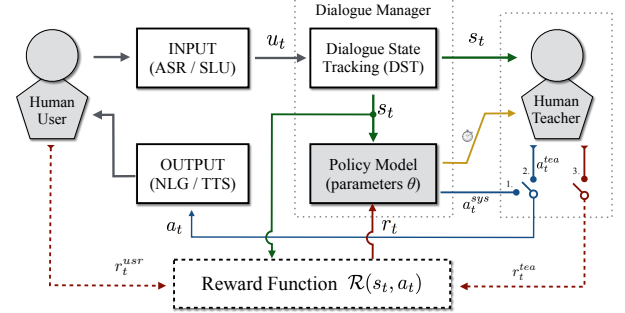 Dialogue Manager
INPUT
(ASR / SLU)
u_t
Dialogue State
Tracking (DST)
s_t
Human
User
Human
Teacher
s_t
OUTPUT
(NLG / TTS)
Policy Model
(parameters θ)
a_t^{tea}
1.
2.
3.
a_t^{sys}
a_t
r_t
r_t^{usr}
r_t^{tea}
Reward Function R(s_t, a_t)